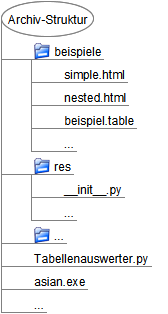 Archiv-Struktur
beispiele
simple.html
nested.html
beispiel.table
...
res
__init__.py
...
...
Tabellenauswerter.py
asian.exe
...